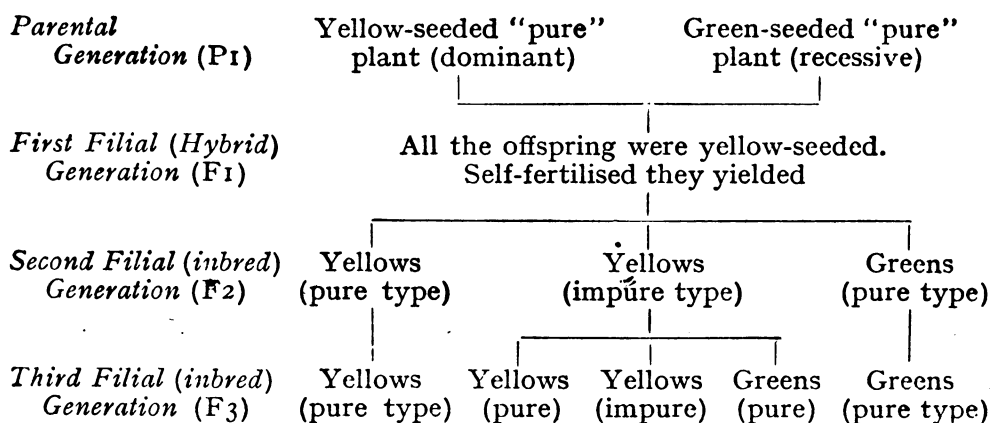 Parental Yellow-seeded “pure” Green-seeded “pure”
Generation (P1) plant (dominant) plant (recessive)
First Filial (Hybrid) All the offspring were yellow-seeded.
Generation (F1) Self-fertilised they yielded
Second Filial (inbred) Yellows Yellows Greens
Generation (F2) (pure type) (impure type) (pure type)
Third Filial (inbred) Yellows Yellows Yellows Greens Greens
Generation (F3) (pure type) (pure) (impure) (pure) (pure type)